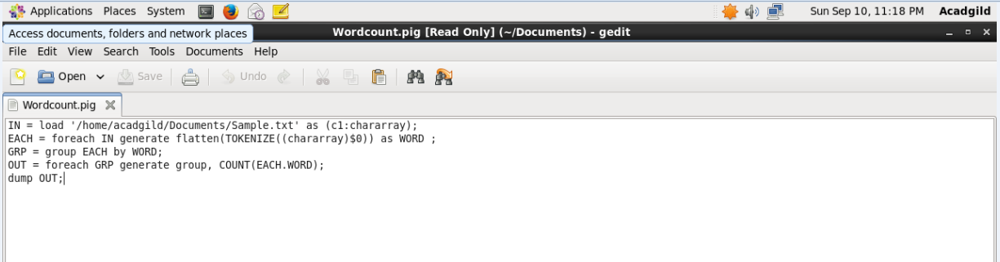 Applications Places System Sun Sep 10, 11:18 PM Acadgild
Access documents, folders and network places
Wordcount.pig [Read Only] (~/Documents) - gedit
File Edit View Search Tools Documents Help
Open Save Undo
Wordcount.pig
IN = load '/home/acadgild/Documents/Sample.txt' as (c1:chararray);
EACH = foreach IN generate flatten(TOKENIZE((chararray)$0)) as WORD ;
GRP = group EACH by WORD;
OUT = foreach GRP generate group, COUNT(EACH.WORD);
dump OUT;